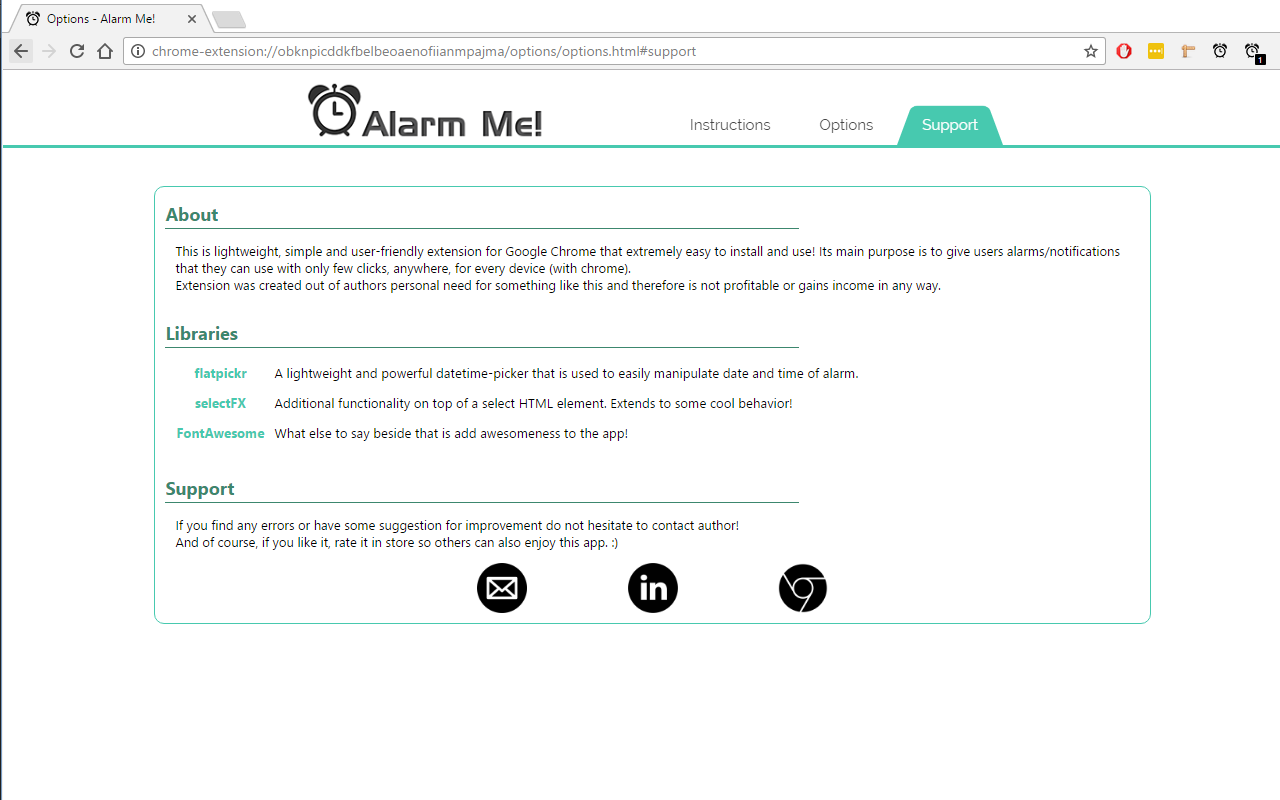 Options - Alarm Me!
chrome-extension://obknpicddkfbelbeoaenofiianmpajma/options/options.html#support
1
Alarm Me!
Instructions
Options
Support
About
This is lightweight, simple and user-friendly extension for Google Chrome that extremely easy to install and use! Its main purpose is to give users alarms/notifications
that they can use with only few clicks, anywhere, for every device (with chrome).
Extension was created out of authors personal need for something like this and therefore is not profitable or gains income in any way.
Libraries
flatpickr A lightweight and powerful datetime-picker that is used to easily manipulate date and time of alarm.
selectFX Additional functionality on top of a select HTML element. Extends to some cool behavior!
FontAwesome What else to say beside that is add awesomeness to the app!
Support
If you find any errors or have some suggestion for improvement do not hesitate to contact author!
And of course, if you like it, rate it in store so others can also enjoy this app. :)
in